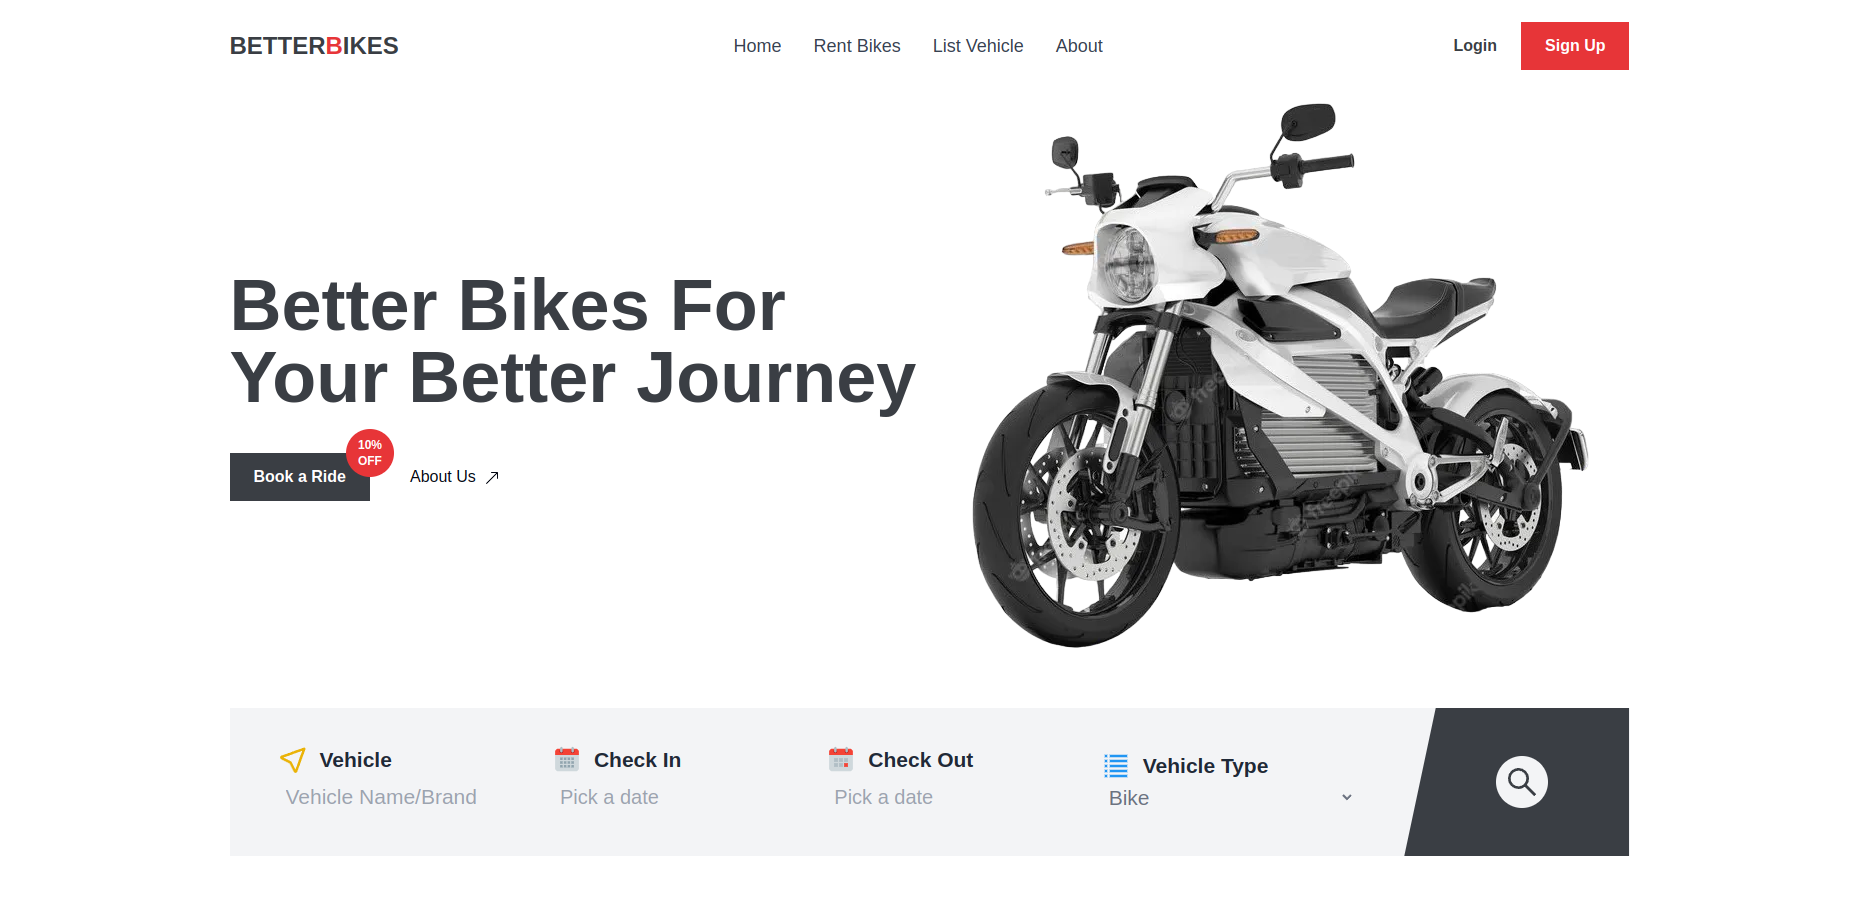 BETTERBIKES
Home
Rent Bikes
List Vehicle
About
Login
Sign Up
Better Bikes For
Your Better Journey
Book a Ride
10%
OFF
About Us
freepik
Vehicle
Vehicle Name/Brand
Check In
Pick a date
Check Out
Pick a date
Vehicle Type
Bike